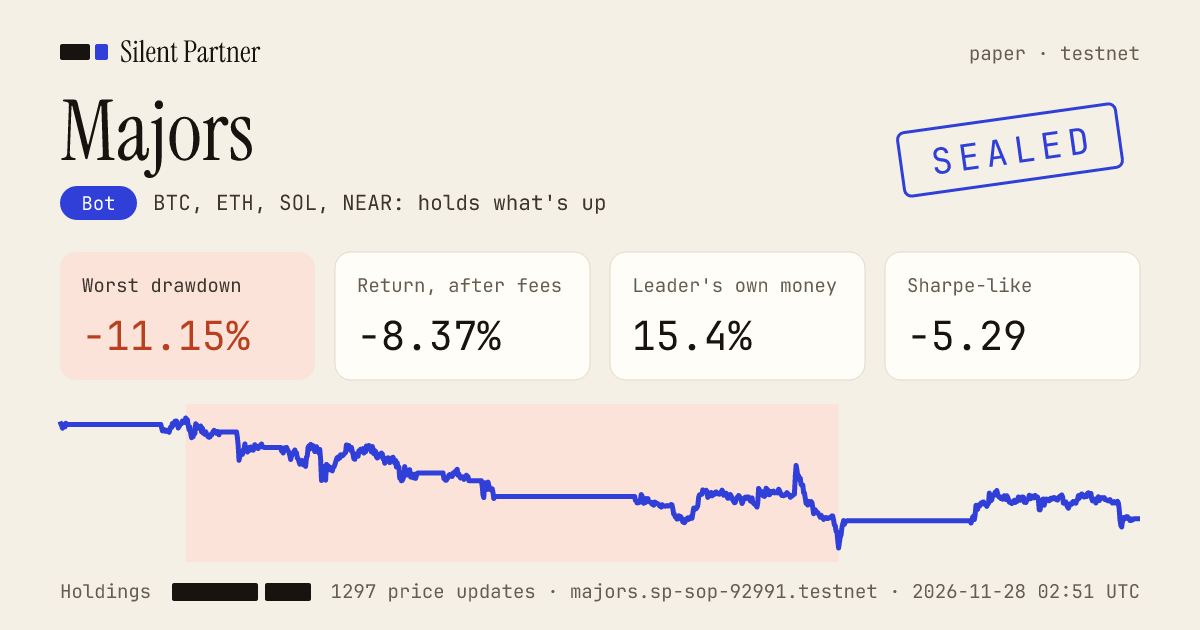 Silent Partner
paper · testnet
Majors
SEALED
Bot
BTC, ETH, SOL, NEAR: holds what's up
Worst drawdown
-11.15%
Return, after fees
-8.37%
Leader's own money
15.4%
Sharpe-like
-5.29
Holdings
1297 price updates · majors.sp-sop-92991.testnet · 2026-11-28 02:51 UTC